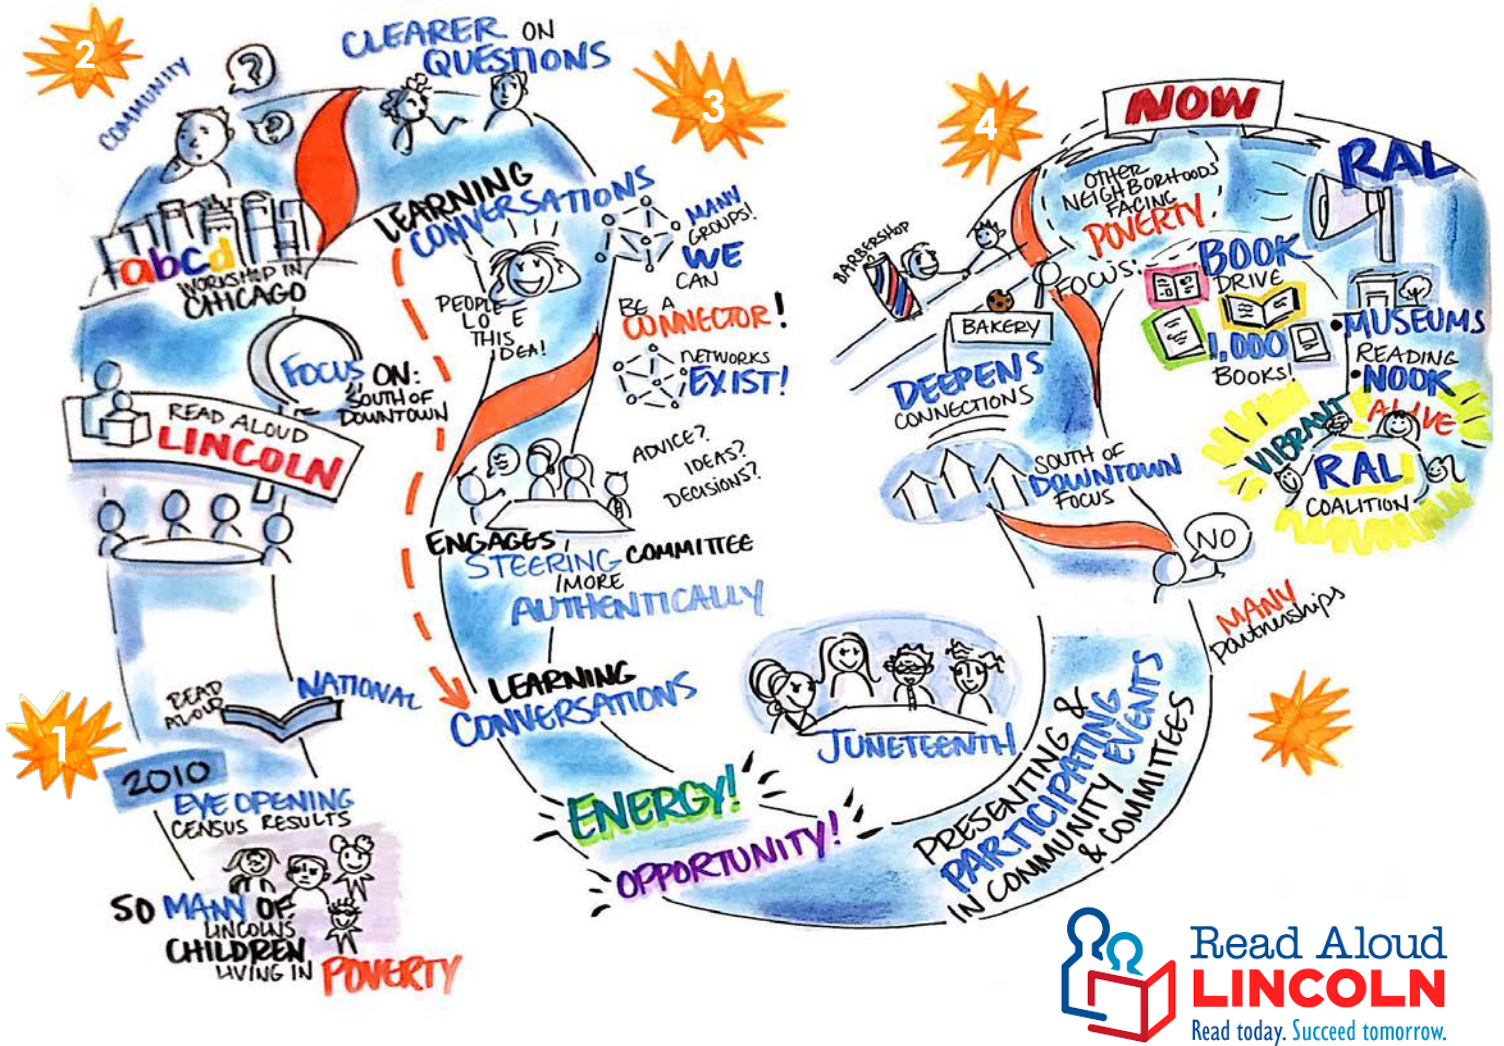 1
2010
EYE OPENING
CENSUS RESULTS
SO MANY OF
LINCOLN'S
CHILDREN
LIVING IN POVERTY
READ
ALOUD
NATIONAL
READ ALOUD
LINCOLN
FOCUS ON:
SOUTH OF
DOWNTOWN
2
COMMUNITY
?
?
abcd
WORKSHOP IN
CHICAGO
CLEARER ON
QUESTIONS
LEARNING
CONVERSATIONS
3
PEOPLE
LO E
THIS
IDEA!
MANY
GROUPS!
WE
CAN
BE A
CONNECTOR!
NETWORKS
EXIST!
ADVICE?
IDEAS?
DECISIONS?
ENGAGES
STEERING COMMITTEE
MORE
AUTHENTICALLY
LEARNING
CONVERSATIONS
ENERGY!
OPPORTUNITY!
JUNETEENTH
PRESENTING &
PARTICIPATING
IN COMMUNITY EVENTS
& COMMITTEES
MANY
partnerships
NO
SOUTH OF
DOWNTOWN
FOCUS
DEEPENS
CONNECTIONS
BAKERY
BARBERSHOP
4
NOW
OTHER
NEIGHBORHOODS
FACING
POVERTY!
FOCUS:
BOOK
DRIVE
1,000
BOOKS!
RAL
•MUSEUMS
READING
•NOOK
ALIVE
VIBRANT
RAL
COALITION
Read Aloud
LINCOLN
Read today. Succeed tomorrow.